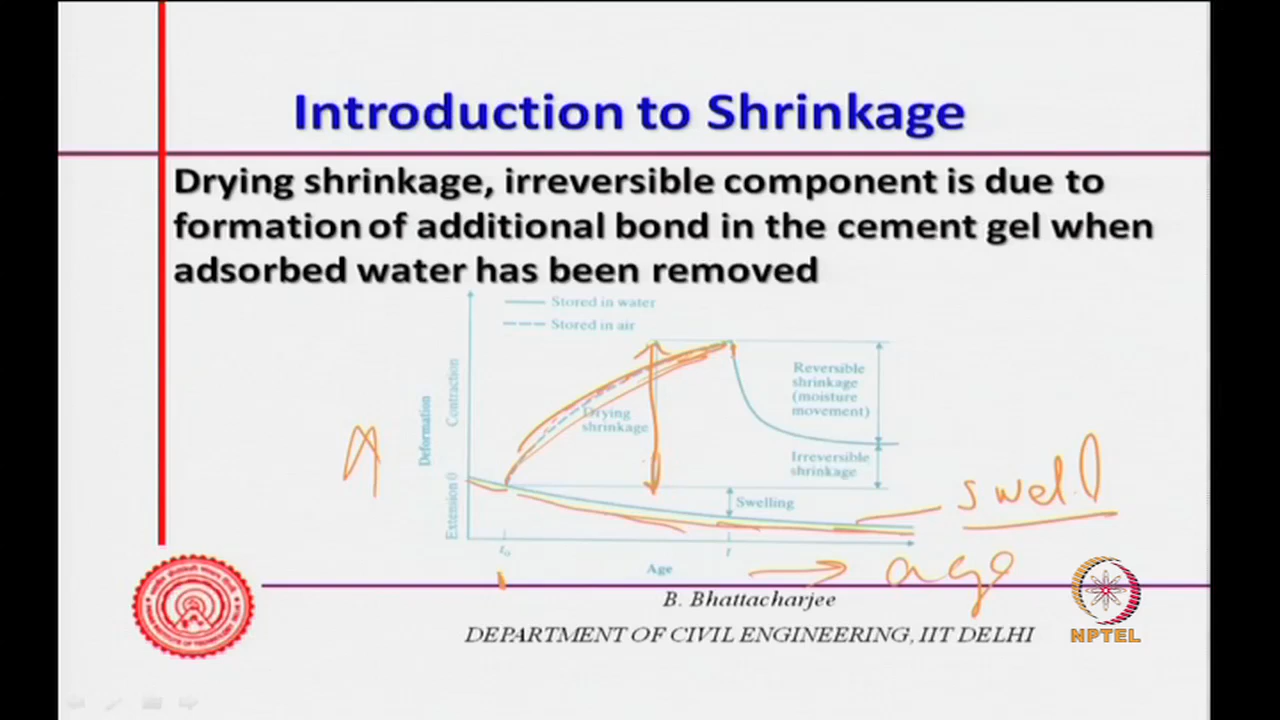 Introduction to Shrinkage
Drying shrinkage, irreversible component is due to
formation of additional bond in the cement gel when
adsorbed water has been removed
Stored in water
Stored in air
Deformation
Contraction
Extension 0
Drying
shrinkage
Reversible
shrinkage
(moisture
movement)
Irreversible
shrinkage
Swelling
swell
t₀
t
Age
age
B. Bhattacharjee
DEPARTMENT OF CIVIL ENGINEERING, IIT DELHI
NPTEL